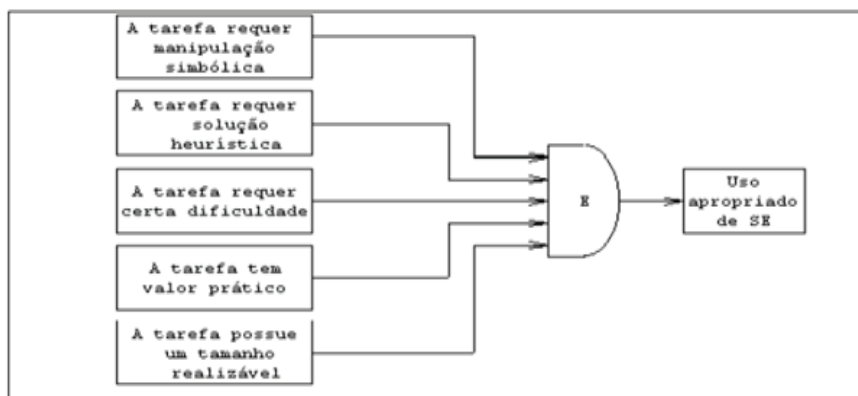 A tarefa requer
manipulação
simbólica
A tarefa requer
solução
heurística
A tarefa requer
certa dificuldade
A tarefa tem
valor prático
A tarefa possue
um tamanho
realizável
E
Uso
apropriado
de SE